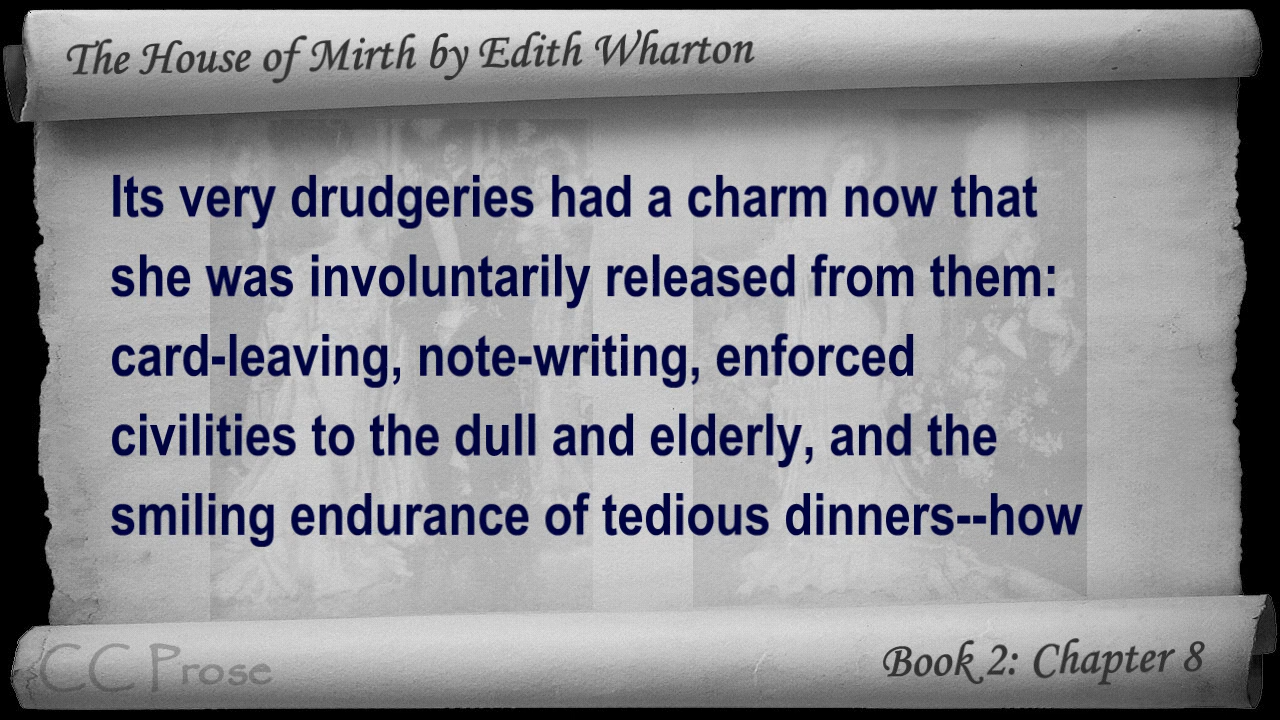 The House of Mirth by Edith Wharton
Its very drudgeries had a charm now that
she was involuntarily released from them:
card-leaving, note-writing, enforced
civilities to the dull and elderly, and the
smiling endurance of tedious dinners--how
CC Prose
Book 2: Chapter 8